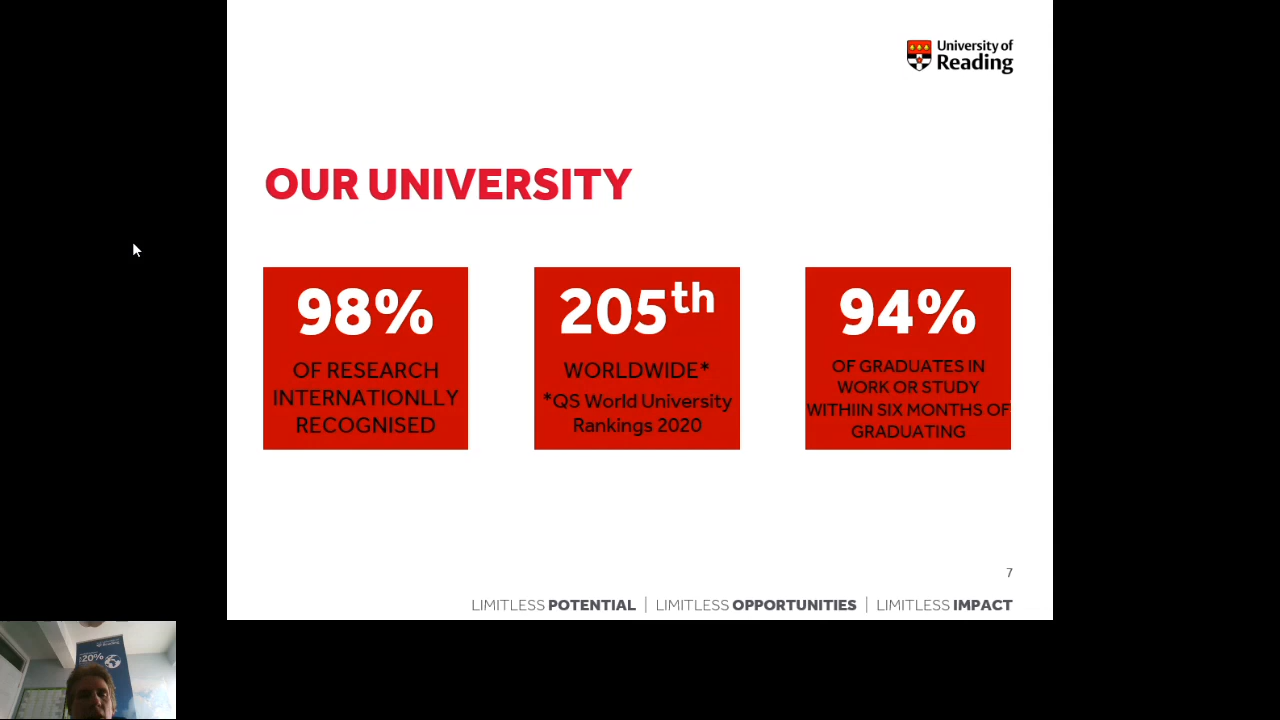 University of
Reading
OUR UNIVERSITY
98%
OF RESEARCH
INTERNATIONLLY
RECOGNISED
205th
WORLDWIDE*
*QS World University
Rankings 2020
94%
OF GRADUATES IN
WORK OR STUDY
WITHIIN SIX MONTHS OF
GRADUATING
7
LIMITLESS POTENTIAL | LIMITLESS OPPORTUNITIES | LIMITLESS IMPACT
20%